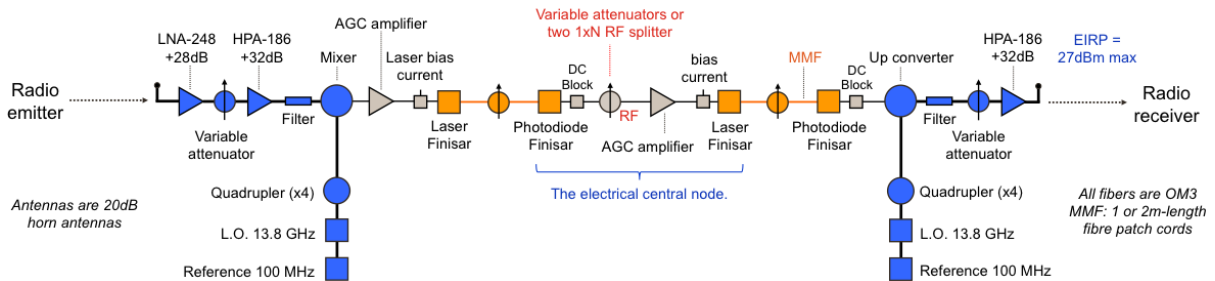 Radio
emitter
LNA-248
+28dB
HPA-186
+32dB
Variable
attenuator
Filter
Mixer
AGC amplifier
Laser bias
current
Laser
Finisar
Photodiode
Finisar
DC
Block
Variable attenuators or
two 1xN RF splitter
RF
AGC amplifier
bias
current
Laser
Finisar
MMF
Photodiode
Finisar
DC
Block
Up converter
Filter
Variable
attenuator
HPA-186
+32dB
EIRP =
27dBm max
Radio
receiver
The electrical central node.
Antennas are 20dB
horn antennas
Quadrupler (x4)
L.O. 13.8 GHz
Reference 100 MHz
Quadrupler (x4)
L.O. 13.8 GHz
Reference 100 MHz
All fibers are OM3
MMF: 1 or 2m-length
fibre patch cords